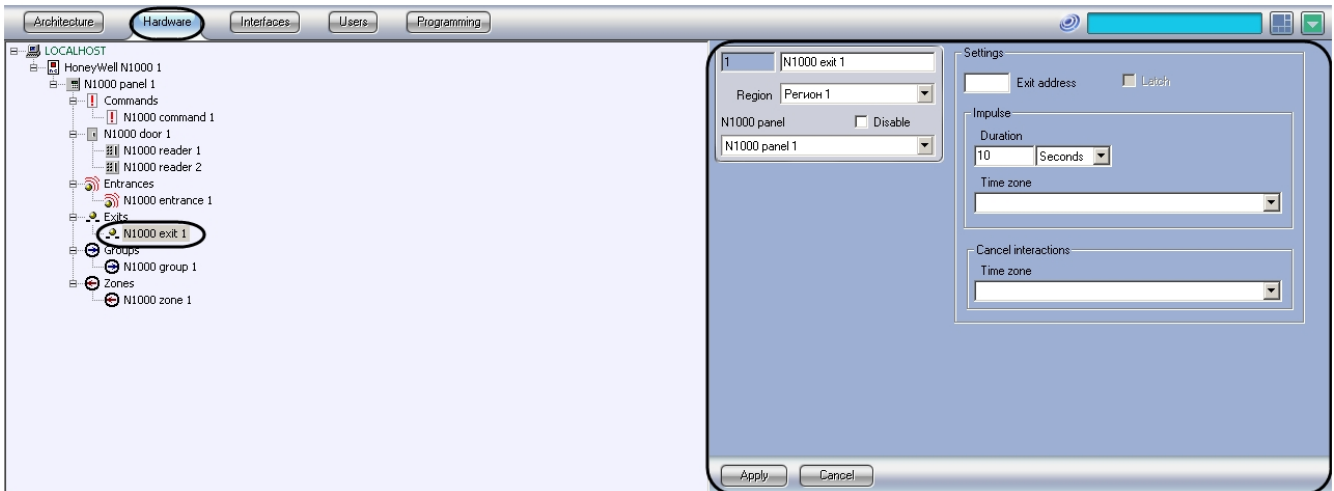 Architecture Hardware Interfaces Users Programming
LOCALHOST
HoneyWell N1000 1
N1000 panel 1
Commands
N1000 command 1
N1000 door 1
N1000 reader 1
N1000 reader 2
Entrances
N1000 entrance 1
Exits
N1000 exit 1
Groups
N1000 group 1
Zones
N1000 zone 1
1 N1000 exit 1
Region Регион 1
N1000 panel Disable
N1000 panel 1
Settings
Exit address Latch
Impulse
Duration
10 Seconds
Time zone
Cancel interactions
Time zone
Apply Cancel